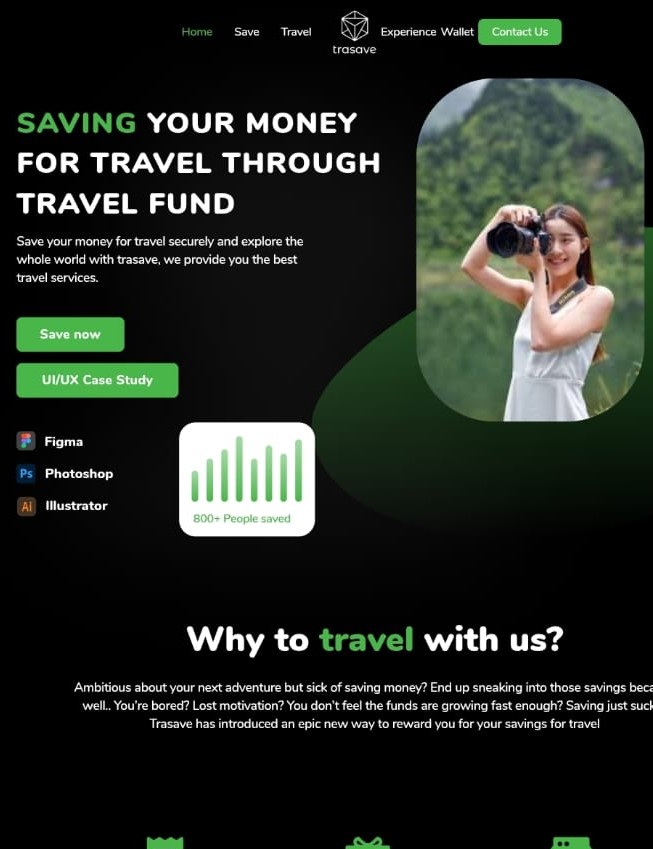 Home Save Travel trasave Experience Wallet Contact Us
SAVING YOUR MONEY
FOR TRAVEL THROUGH
TRAVEL FUND
Save your money for travel securely and explore the
whole world with trasave, we provide you the best
travel services.
Save now
UI/UX Case Study
Figma
Ps Photoshop
Ai Illustrator
800+ People saved
Why to travel with us?
Ambitious about your next adventure but sick of saving money? End up sneaking into those savings beca
well.. You're bored? Lost motivation? You don't feel the funds are growing fast enough? Saving just suck
Trasave has introduced an epic new way to reward you for your savings for travel